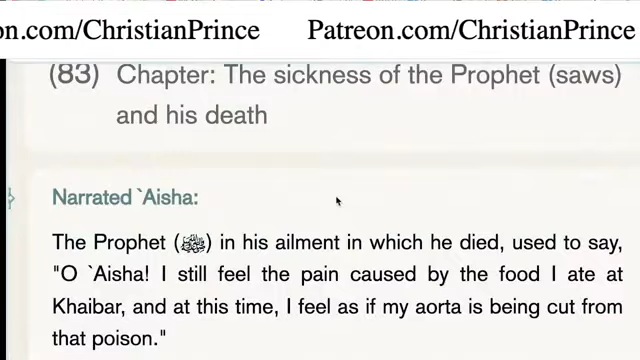 on.com/ChristianPrince Patreon.com/ChristianPrince
(83) Chapter: The sickness of the Prophet (saws)
and his death
Narrated `Aisha:
The Prophet (ﷺ) in his ailment in which he died, used to say,
"O `Aisha! I still feel the pain caused by the food I ate at
Khaibar, and at this time, I feel as if my aorta is being cut from
that poison."